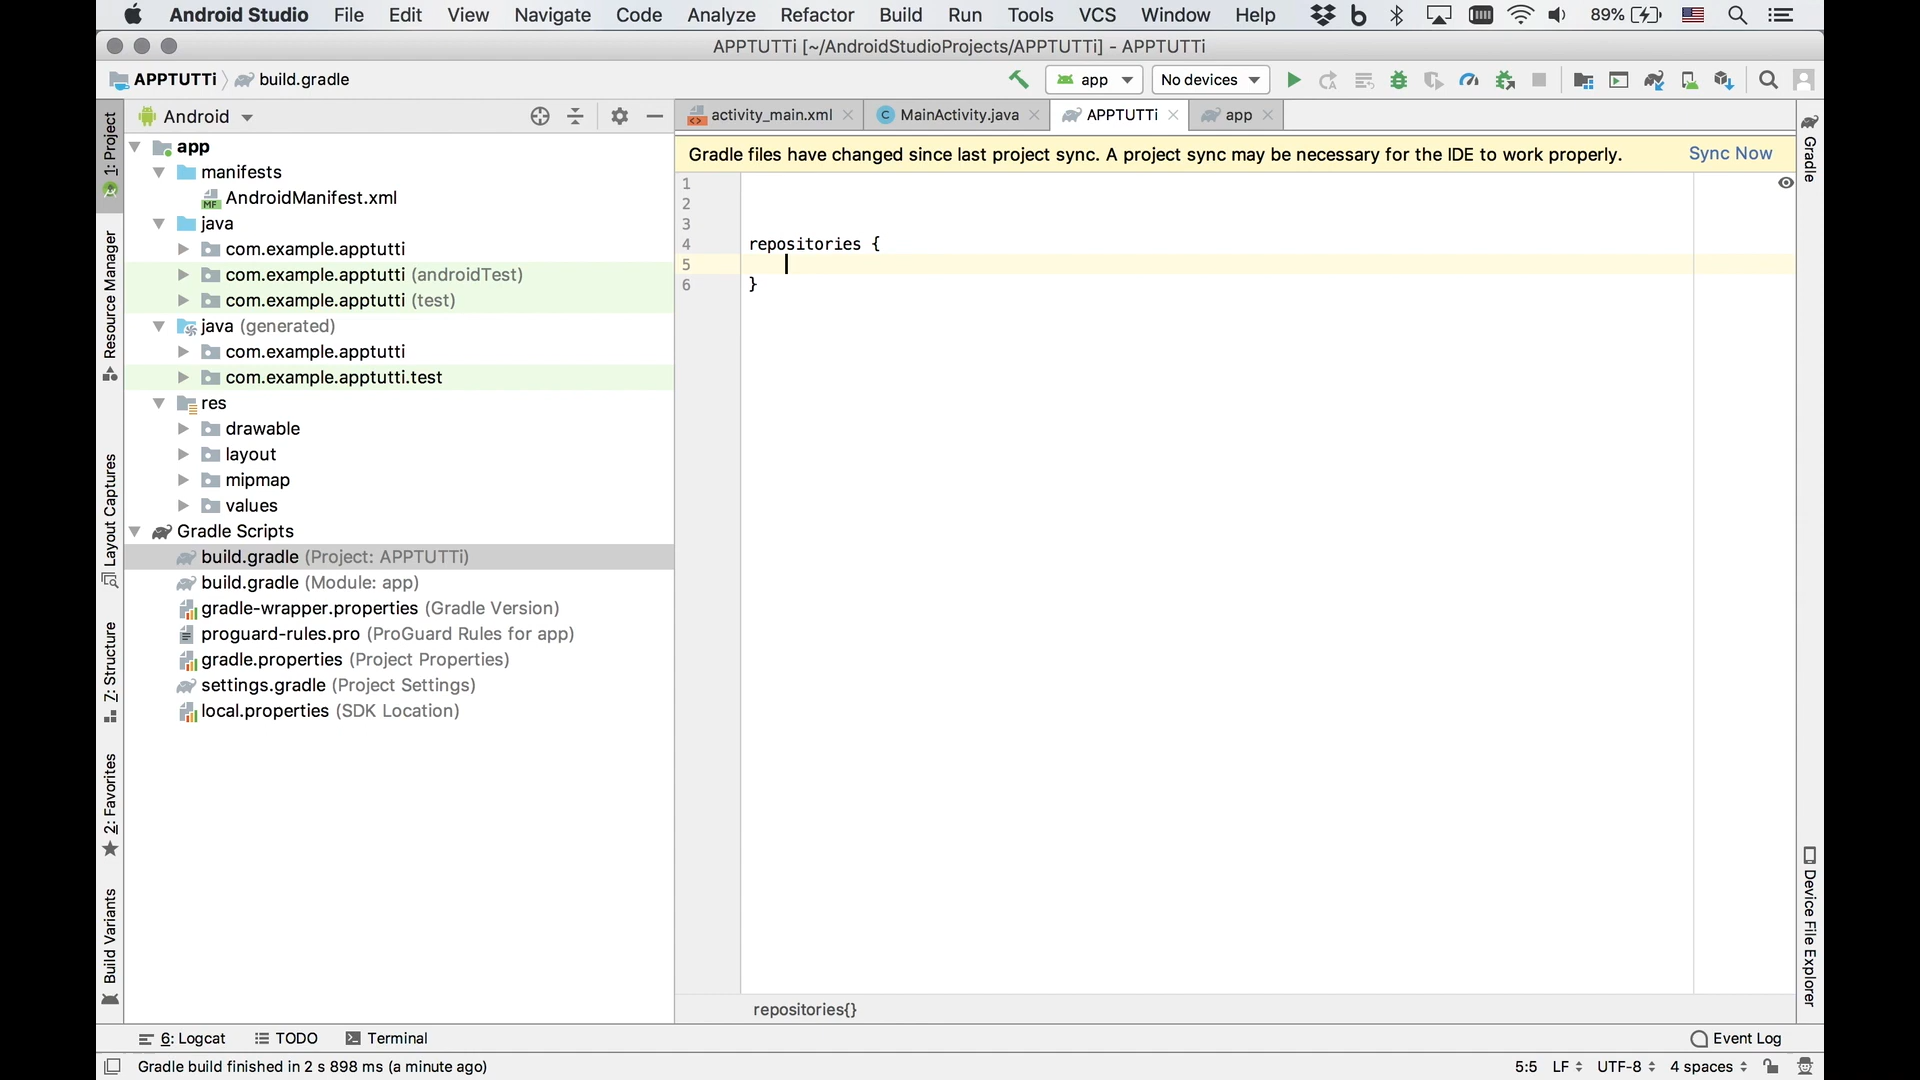 Android Studio File Edit View Navigate Code Analyze Refactor Build Run Tools VCS Window Help 89%
APPTUTTi [~/AndroidStudioProjects/APPTUTTi] - APPTUTTi
APPTUTTi build.gradle app No devices
Android
activity_main.xml MainActivity.java APPTUTTi app
Gradle files have changed since last project sync. A project sync may be necessary for the IDE to work properly. Sync Now
app
manifests
AndroidManifest.xml
java
com.example.apptutti
com.example.apptutti (androidTest)
com.example.apptutti (test)
java (generated)
com.example.apptutti
com.example.apptutti.test
res
drawable
layout
mipmap
values
Gradle Scripts
build.gradle (Project: APPTUTTi)
build.gradle (Module: app)
gradle-wrapper.properties (Gradle Version)
proguard-rules.pro (ProGuard Rules for app)
gradle.properties (Project Properties)
settings.gradle (Project Settings)
local.properties (SDK Location)
1
2
3
4 repositories {
5
6 }
repositories{}
1: Project
Resource Manager
Layout Captures
Z: Structure
2: Favorites
Build Variants
Gradle
Device File Explorer
6: Logcat TODO Terminal Event Log
Gradle build finished in 2 s 898 ms (a minute ago) 5:5 LF UTF-8 4 spaces